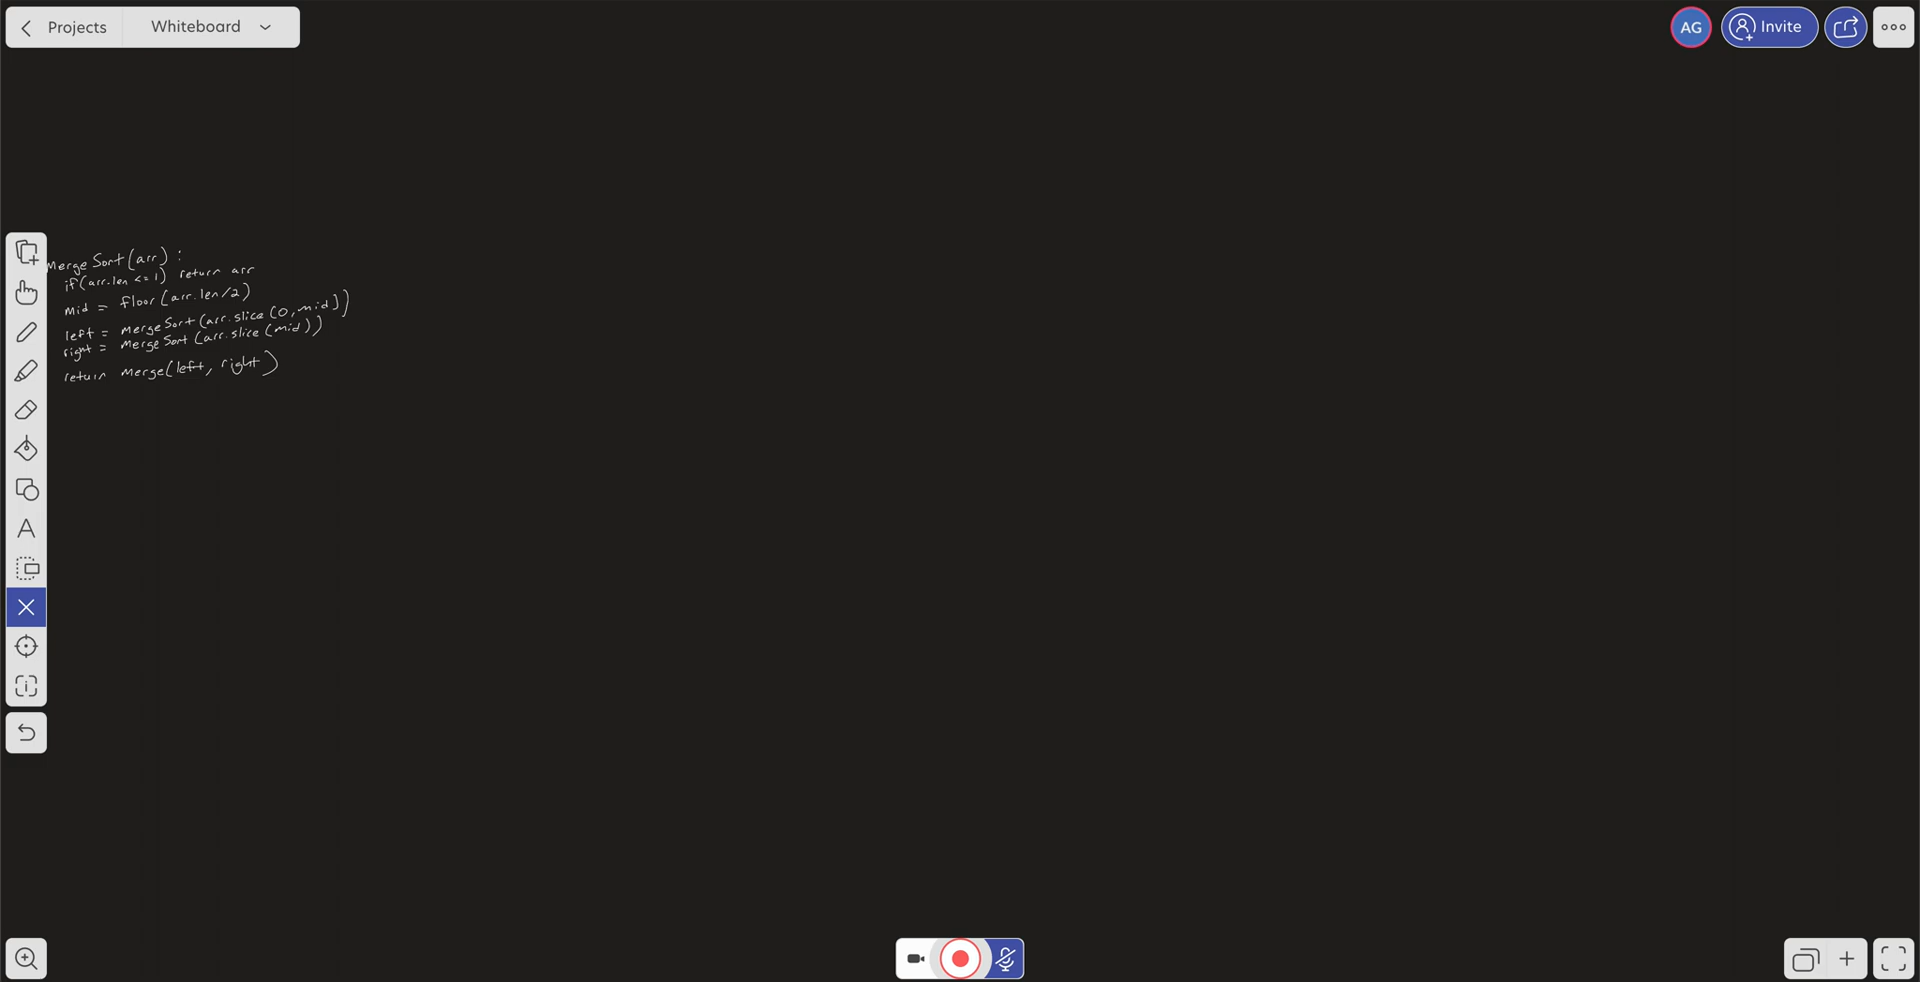 Projects
Whiteboard
AG
Invite
MergeSort(arr):
if(arr.len <= 1) return arr
mid = floor(arr.len/2)
left = mergeSort(arr.slice(0,mid))
right = mergeSort(arr.slice(mid))
return merge(left, right)
A